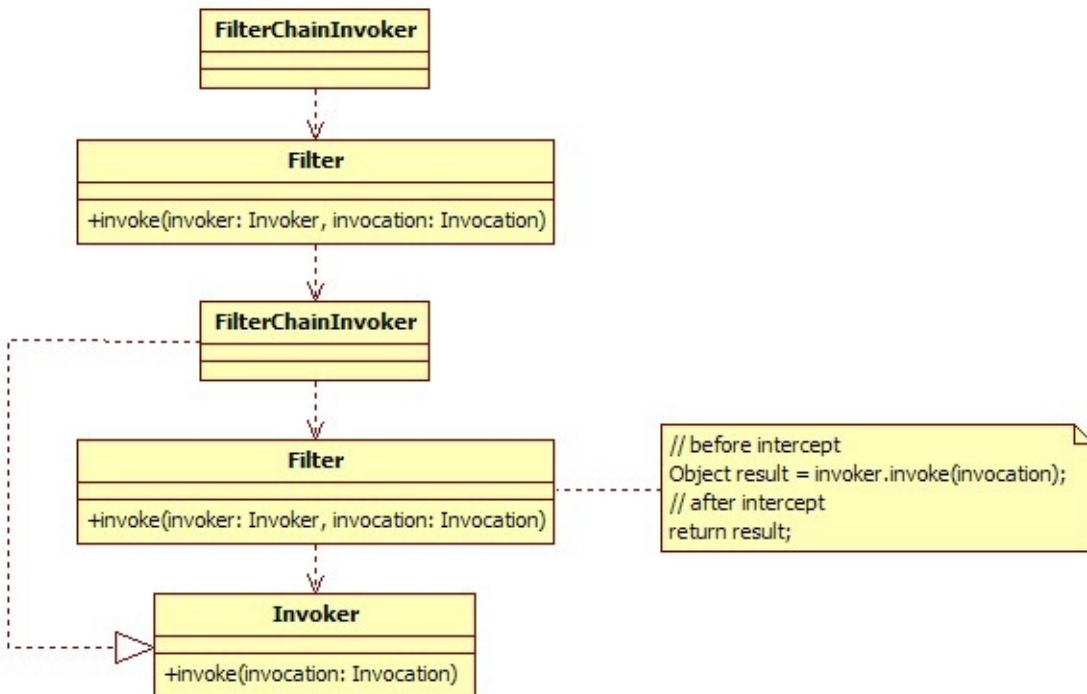 FilterChainInvoker
Filter
+invoke(invoker: Invoker, invocation: Invocation)
FilterChainInvoker
Filter
+invoke(invoker: Invoker, invocation: Invocation)
// before intercept
Object result = invoker.invoke(invocation);
// after intercept
return result;
Invoker
+invoke(invocation: Invocation)